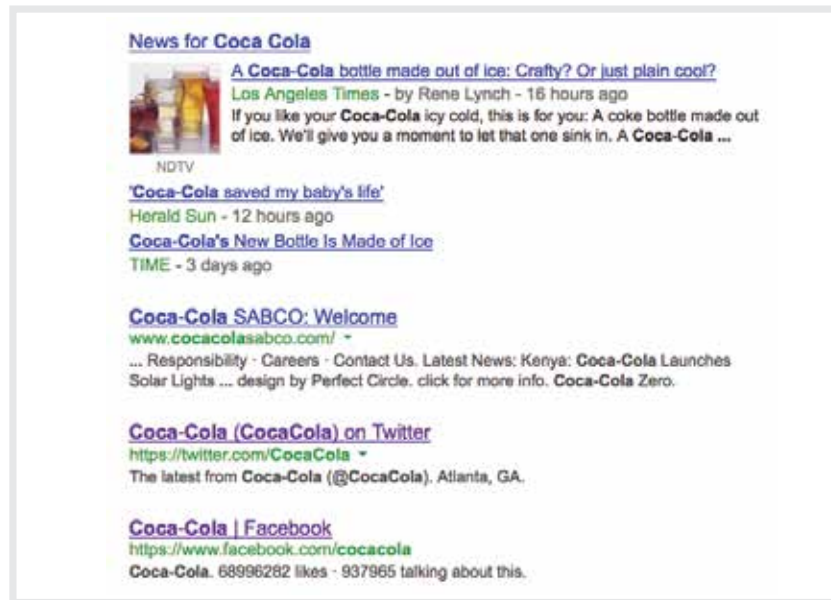 News for Coca Cola
A Coca-Cola bottle made out of ice: Crafty? Or just plain cool?
Los Angeles Times - by Rene Lynch - 16 hours ago
If you like your Coca-Cola icy cold, this is for you: A coke bottle made out
of ice. We'll give you a moment to let that one sink in. A Coca-Cola ...
NDTV
'Coca-Cola saved my baby's life'
Herald Sun - 12 hours ago
Coca-Cola's New Bottle Is Made of Ice
TIME - 3 days ago
Coca-Cola SABCO: Welcome
www.cocacolasabco.com/
... Responsibility · Careers · Contact Us. Latest News: Kenya: Coca-Cola Launches
Solar Lights ... design by Perfect Circle. click for more info. Coca-Cola Zero.
Coca-Cola (CocaCola) on Twitter
https://twitter.com/CocaCola
The latest from Coca-Cola (@CocaCola). Atlanta, GA.
Coca-Cola | Facebook
https://www.facebook.com/cocacola
Coca-Cola. 68996282 likes · 937965 talking about this.